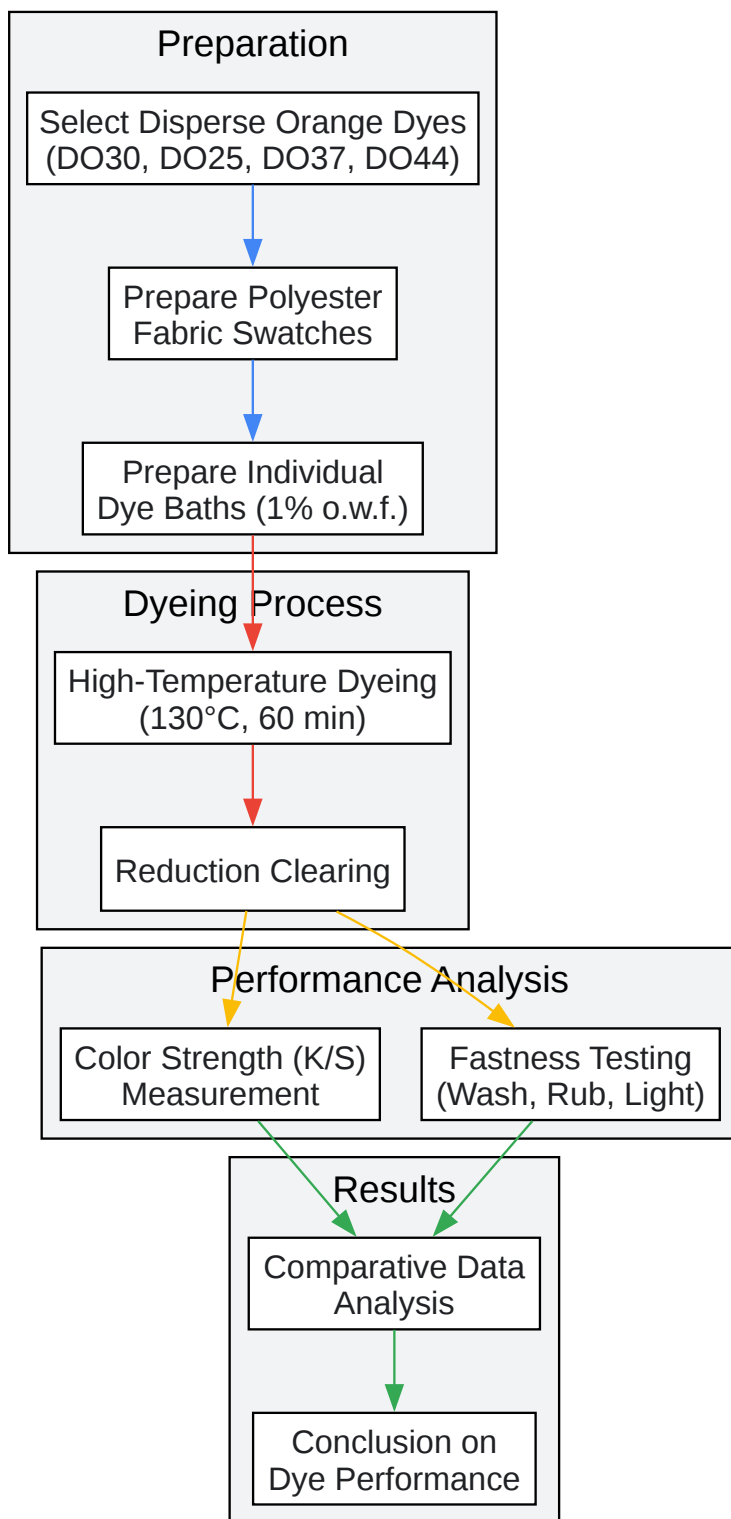 Preparation
Select Disperse Orange Dyes
(DO30, DO25, DO37, DO44)
Prepare Polyester
Fabric Swatches
Prepare Individual
Dye Baths (1% o.w.f.)
Dyeing Process
High-Temperature Dyeing
(130°C, 60 min)
Reduction Clearing
Performance Analysis
Color Strength (K/S)
Measurement
Fastness Testing
(Wash, Rub, Light)
Results
Comparative Data
Analysis
Conclusion on
Dye Performance